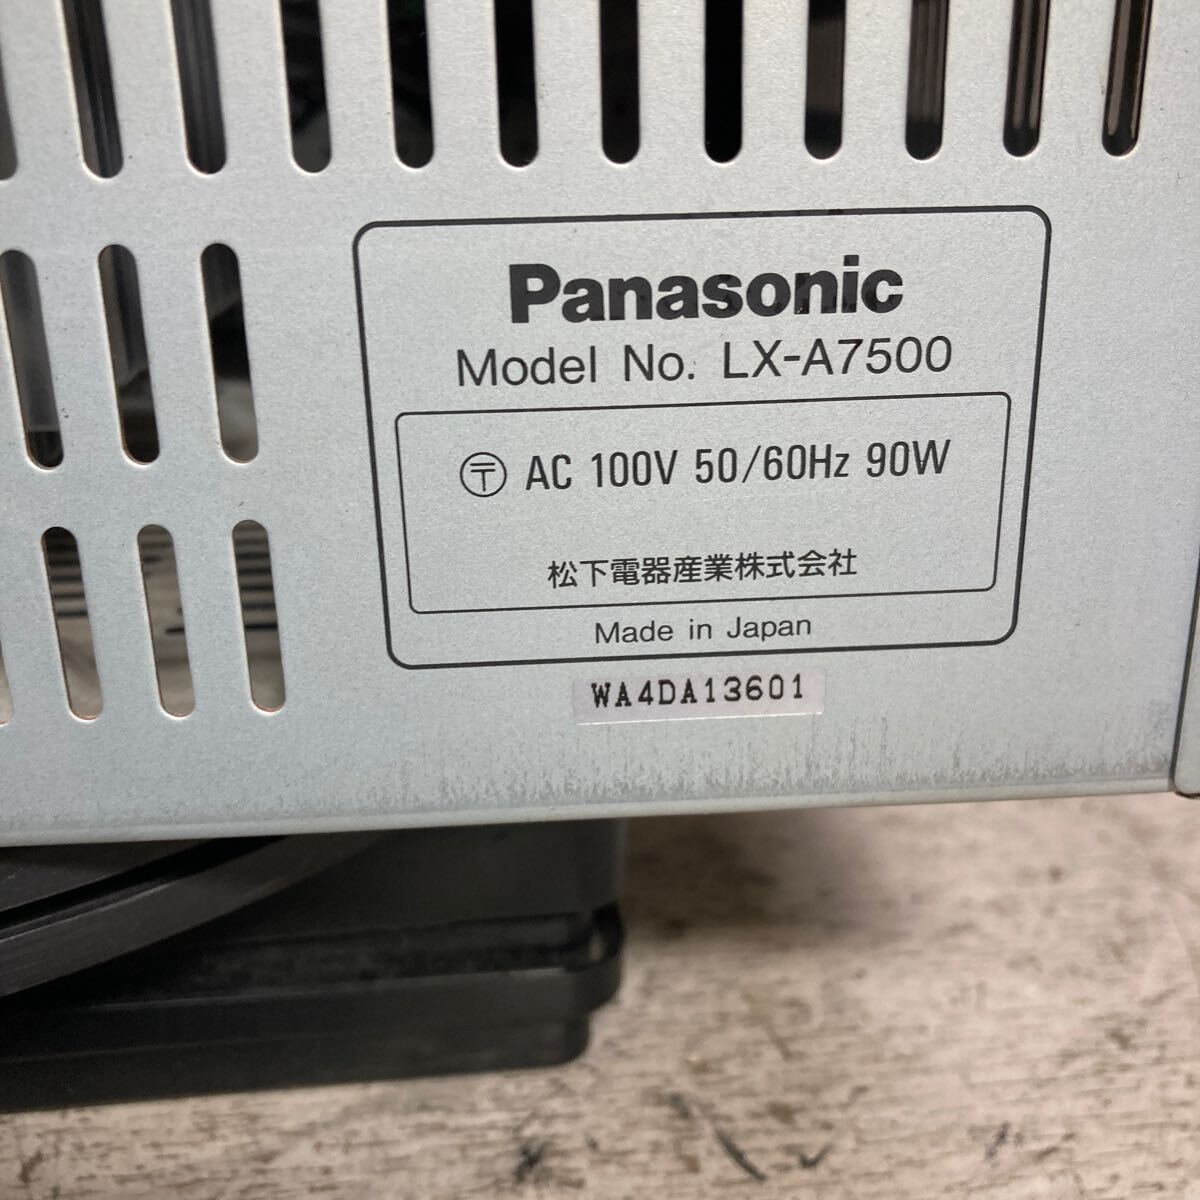 Panasonic
Model No. LX-A7500
〶 AC 100V 50/60Hz 90W
松下電器産業株式会社
Made in Japan
WA4DA13601